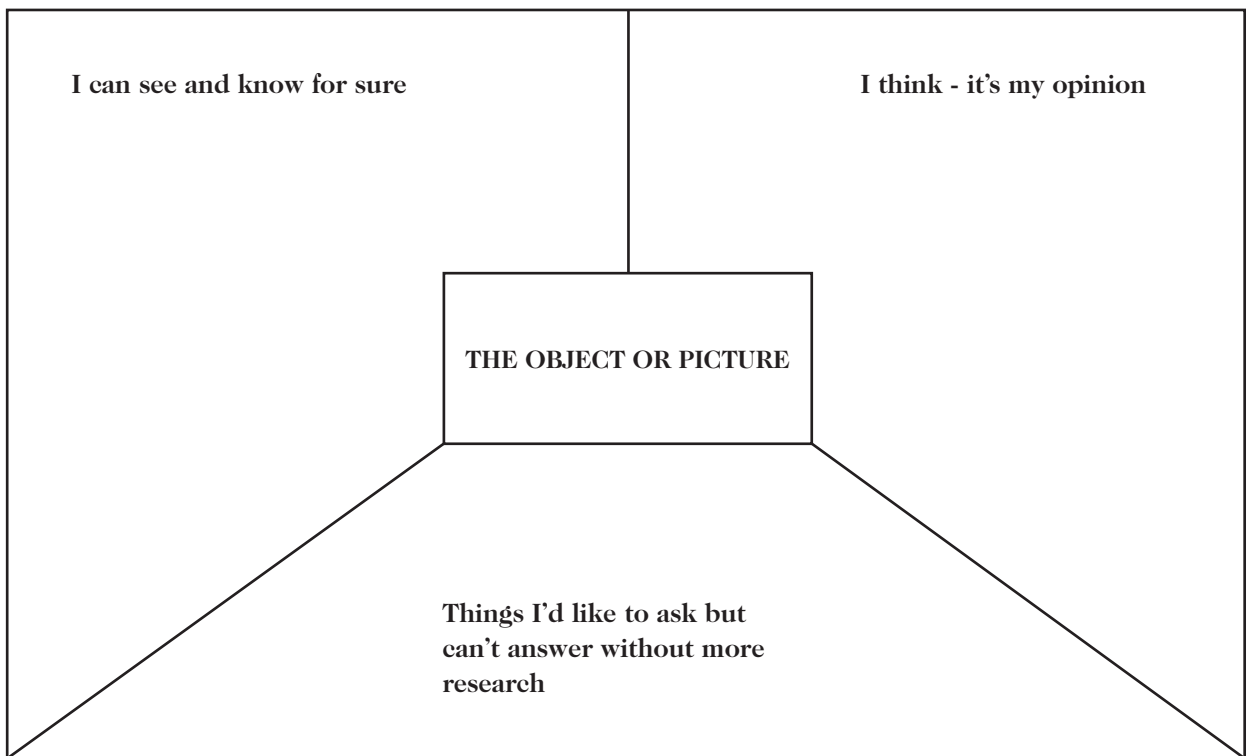 I can see and know for sure
I think - it's my opinion
THE OBJECT OR PICTURE
Things I’d like to ask but
can’t answer without more
research